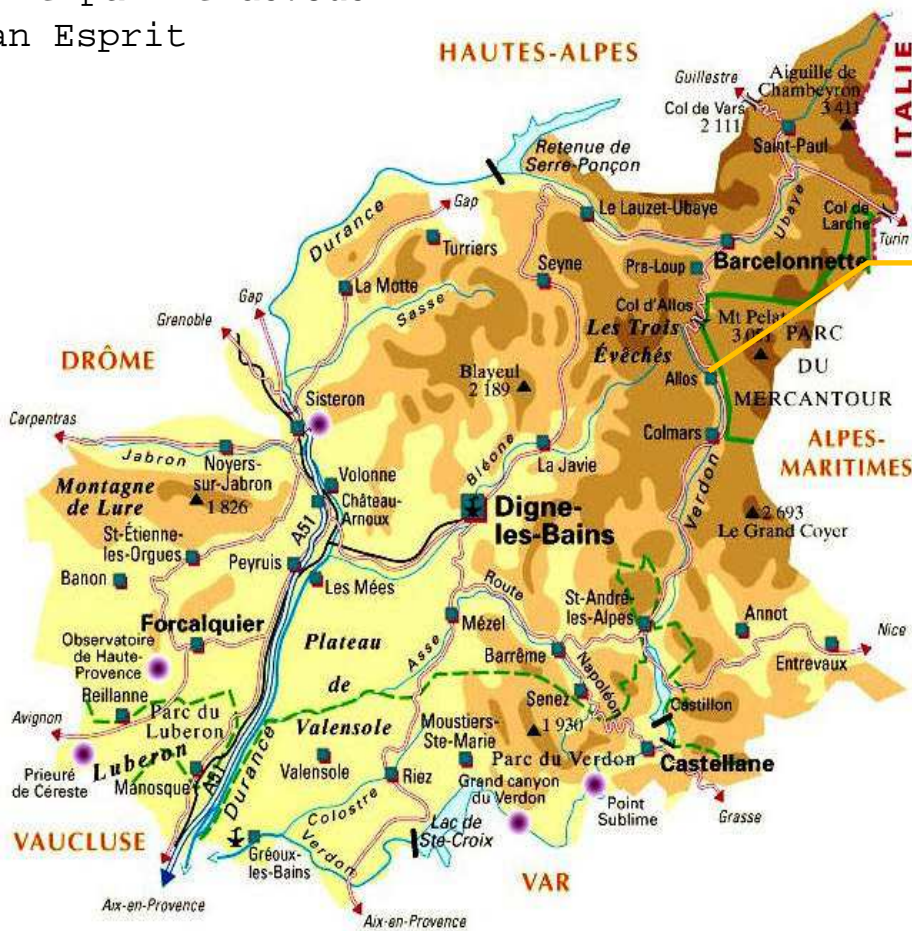 an Esprit
HAUTES-ALPES
ITALIE
Guillestre
Aiguille de
Chambeyron
3 411
Col de Vars
2 111
Saint-Paul
Retenue de
Serre-Ponçon
Gap
Durance
Turriers
Le Lauzet-Ubaye
Ubaye
Col de
Larche
Turin
Barcelonnette
Pra-Loup
Seyne
La Motte
Sasse
Gap
Grenoble
Col d'Allos
Mt Pelat
Les Trois
Évêchés
PARC
DU
MERCANTOUR
DRÔME
Blayeul
2 189
Allos
Sisteron
Carpentras
Jabron
Noyers-
sur-Jabron
Colmars
ALPES-
MARITIMES
La Javie
Bléone
Volonne
Château-
Arnoux
Montagne
de Lure
1 826
Digne-
les-Bains
Verdon
2 693
Le Grand Coyer
A51
St-Étienne-
les-Orgues
Peyruis
Banon
Les Mées
Route
Napoléon
St-André-
les-Alpes
Annot
Nice
Entrevaux
Forcalquier
Mézel
Asse
Barrême
Observatoire
de Haute-
Provence
Plateau
de
Valensole
Reillanne
Senez
Castillon
Avignon
Parc du
Luberon
Moustiers-
Ste-Marie
1 930
Parc du Verdon
Castellane
Luberon
Prieuré
de Céreste
Manosque
A51
Durance
Valensole
Riez
Grand canyon
du Verdon
Point
Sublime
Grasse
Colostre
Verdon
Lac de
Ste-Croix
VAUCLUSE
Gréoux-
les-Bains
VAR
Aix-en-Provence
Aix-en-Provence